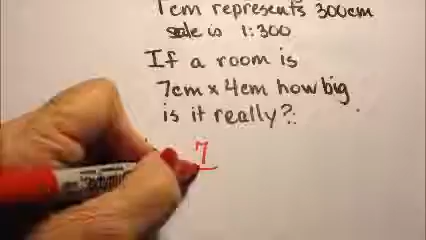 1cm represents 300cm
scale is 1:300
If a room is
7cm x 4cm how big
is it really?
7